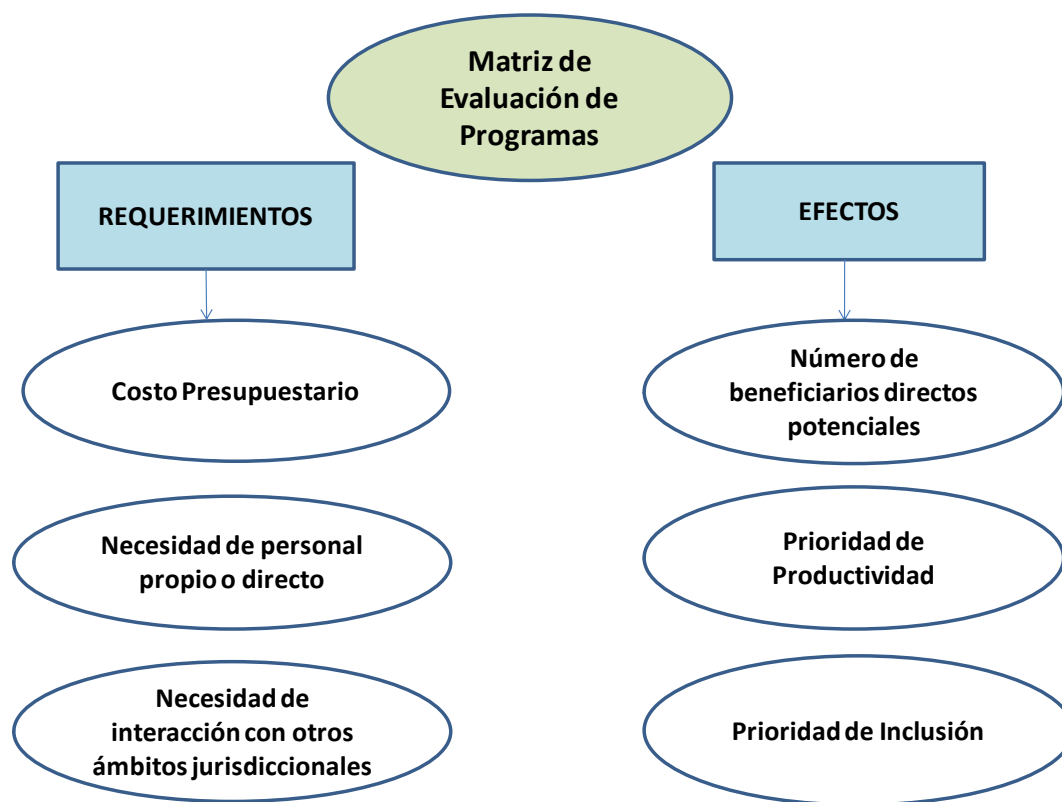 Matriz de
Evaluación de
Programas
REQUERIMIENTOS
EFECTOS
Costo Presupuestario
Número de
beneficiarios directos
potenciales
Necesidad de personal
propio o directo
Prioridad de
Productividad
Necesidad de
interacción con otros
ámbitos jurisdiccionales
Prioridad de Inclusión